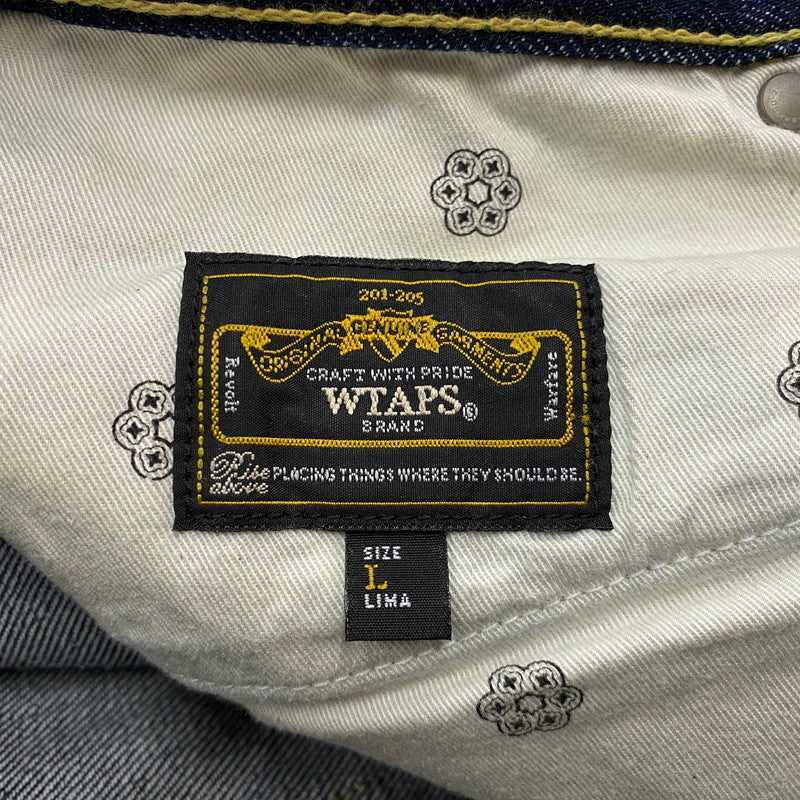 201-205
GENUINE
ORIGINAL GARMENTS
CRAFT WITH PRIDE
Revolt
WTAPS®
Warfare
BRAND
Rise above
PLACING THINGS WHERE THEY SHOULD BE.
SIZE
L
LIMA